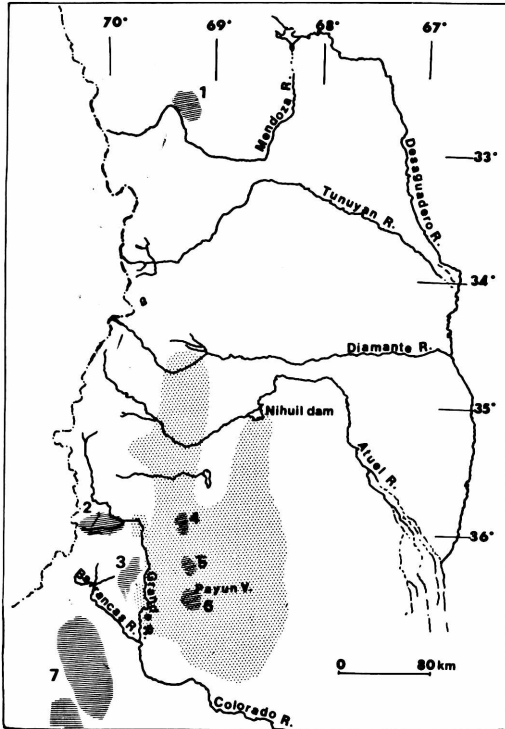 70° 69° 68° 67°
1
Mendoza R.
Desaguadero R.
33°
Tunuyan R.
34°
Diamante R.
Nihuil dam
35°
Atuel R.
2
4
36°
3
5
Payun V.
Barrancas R.
Grande R.
6
7
0 80 km
Colorado R.